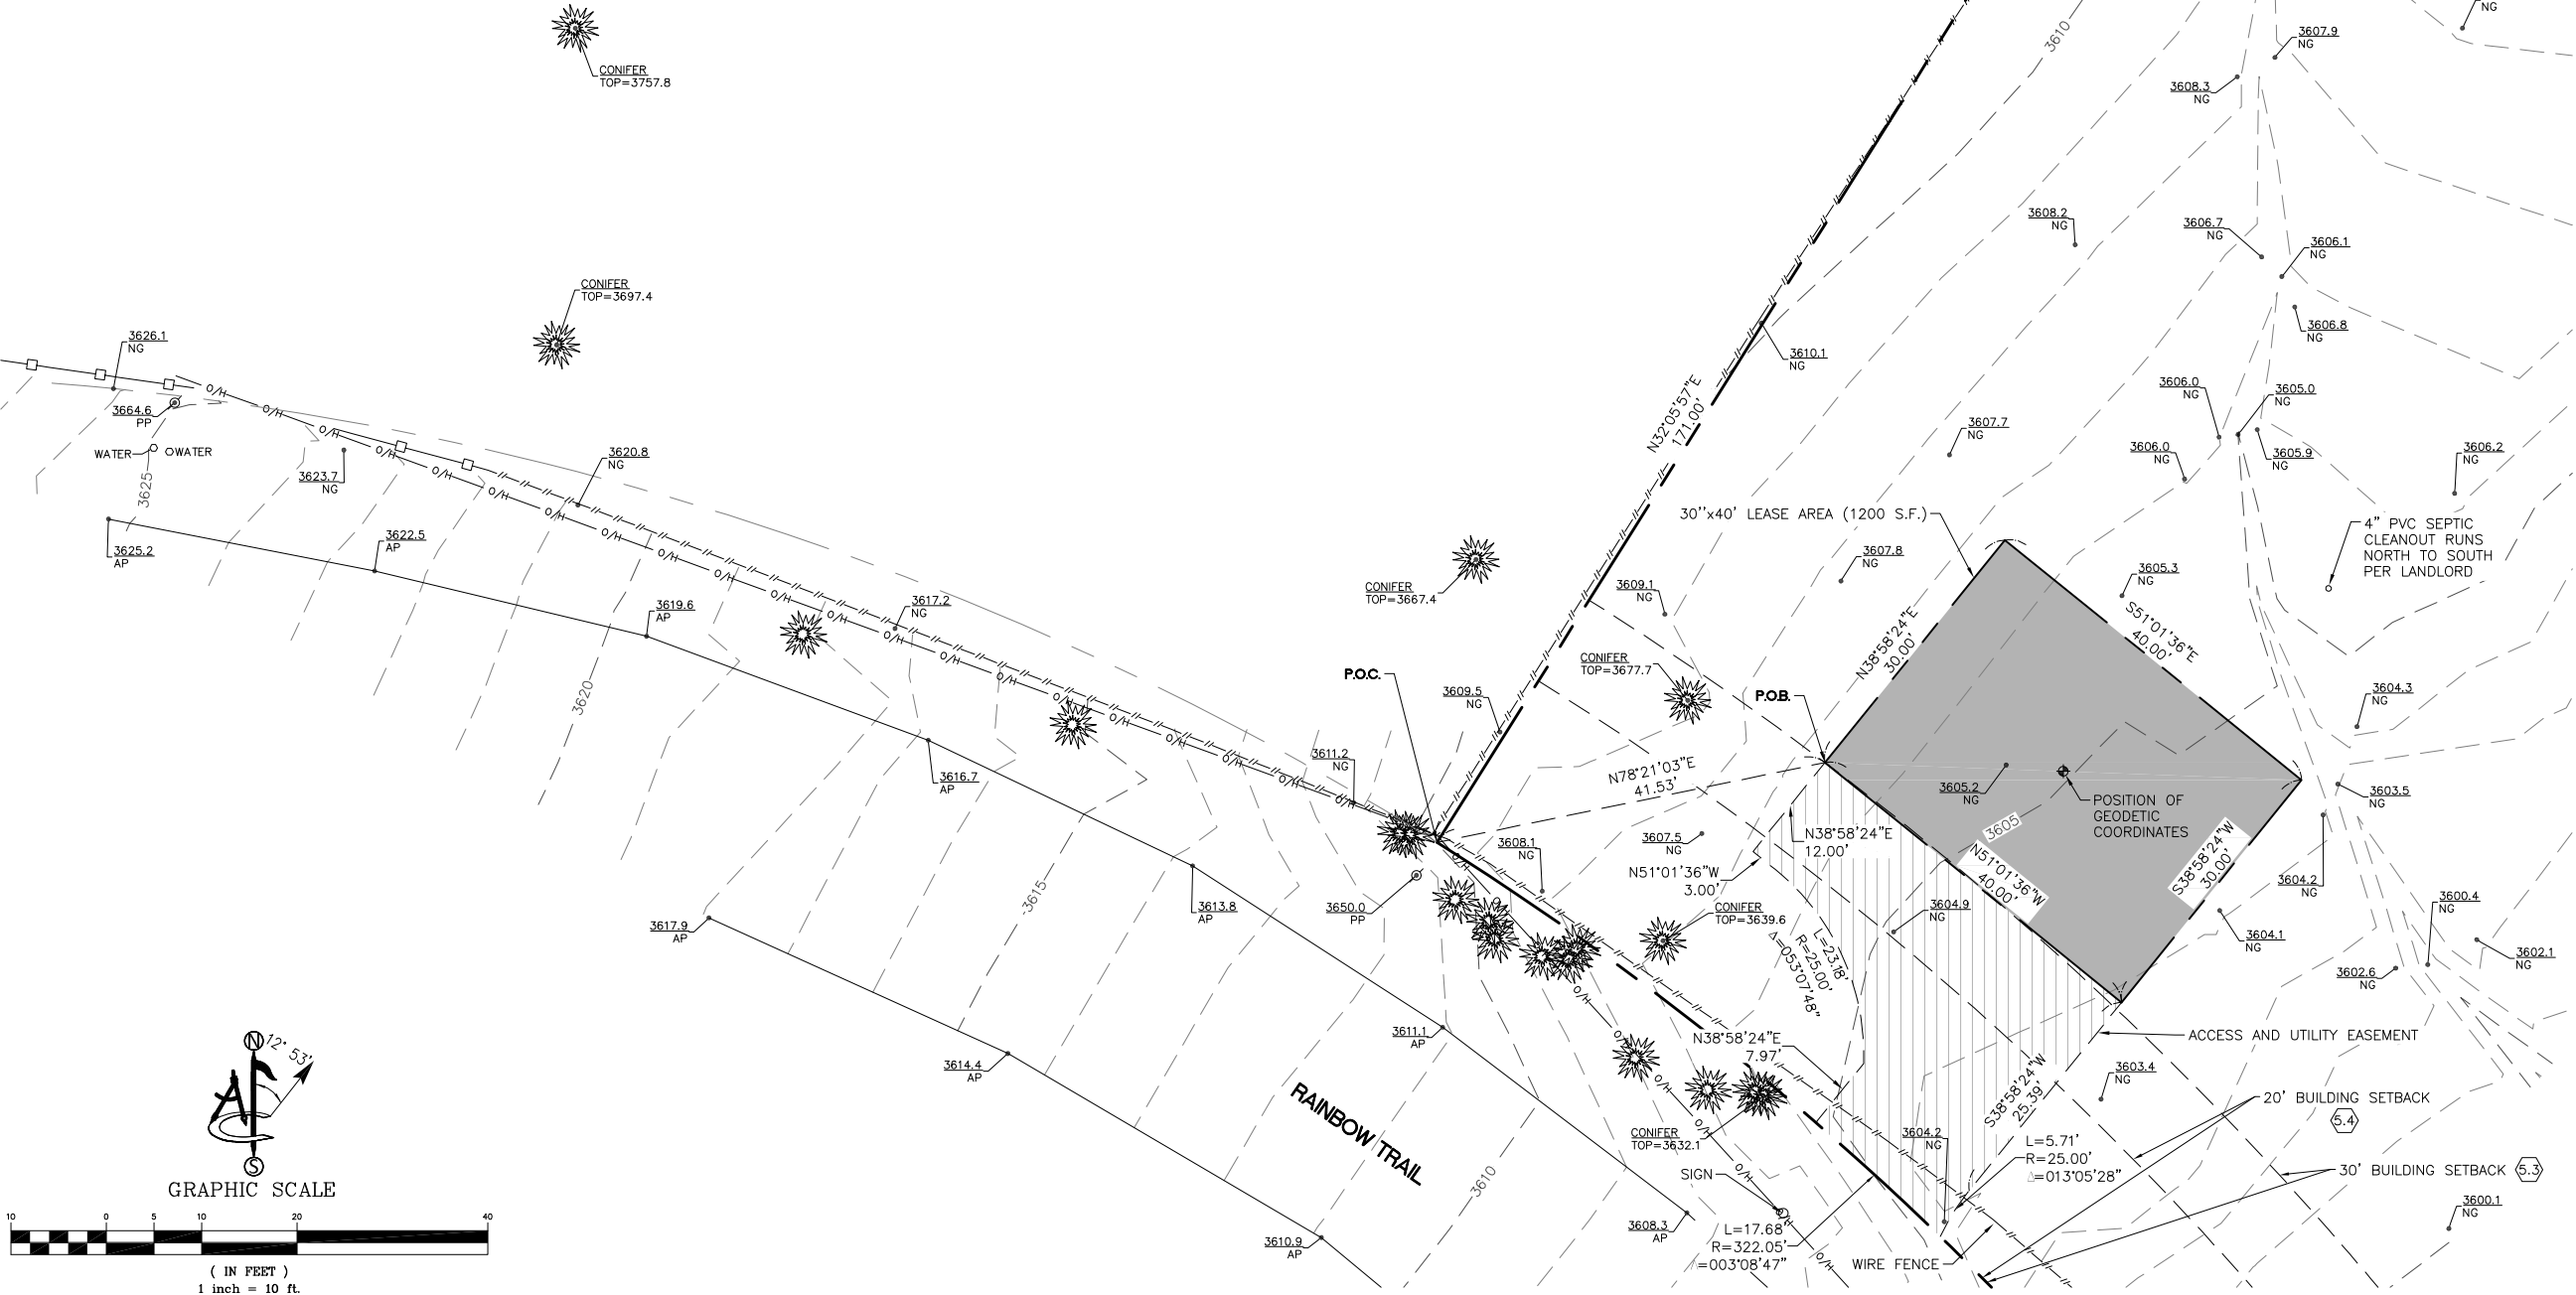 CONIFER
TOP=3757.8
CONIFER
TOP=3697.4
3626.1
NG
3664.6
PP
WATER
WATER
3625
3623.7
NG
3620.8
NG
3625.2
AP
3622.5
AP
3619.6
AP
3617.2
NG
3620
3616.7
AP
3617.9
AP
3615
3613.8
AP
3614.4
AP
3611.2
NG
3650.0
PP
3611.1
AP
3610.9
AP
3608.3
AP
3610
RAINBOW TRAIL
O/H
NG
3607.9
NG
3608.3
NG
3610
3608.2
NG
3606.7
NG
3606.1
NG
3606.8
NG
3610.1
NG
N32°05'57"E
171.00'
3607.7
NG
3606.0
NG
3605.0
NG
3606.0
NG
3605.9
NG
3606.2
NG
30''x40' LEASE AREA (1200 S.F.)
4" PVC SEPTIC
CLEANOUT RUNS
NORTH TO SOUTH
PER LANDLORD
CONIFER
TOP=3667.4
3609.1
NG
3607.8
NG
3605.3
NG
N38°58'24"E
30.00'
S51°01'36"E
40.00'
P.O.C.
3609.5
NG
CONIFER
TOP=3677.7
P.O.B.
3604.3
NG
N78°21'03"E
41.53'
3605.2
NG
POSITION OF
GEODETIC
COORDINATES
3603.5
NG
3605
3608.1
NG
3607.5
NG
N38°58'24"E
12.00'
N51°01'36"W
3.00'
N51°01'36"W
40.00'
S38°58'24"W
30.00'
3604.2
NG
3600.4
NG
3604.9
NG
3604.1
NG
3602.1
NG
3602.6
NG
CONIFER
TOP=3639.6
L=23.18'
R=25.00'
Δ=053°07'48"
N38°58'24"E
7.97'
ACCESS AND UTILITY EASEMENT
3603.4
NG
S38°58'24"W
25.39'
20' BUILDING SETBACK
5.4
CONIFER
TOP=3632.1
3604.2
NG
L=5.71'
R=25.00'
Δ=013°05'28"
30' BUILDING SETBACK 5.3
SIGN
L=17.68'
R=322.05'
Δ=003°08'47"
WIRE FENCE
3600.1
NG
N
12° 53'
S
GRAPHIC SCALE
10 0 5 10 20 40
( IN FEET )
1 inch = 10 ft.